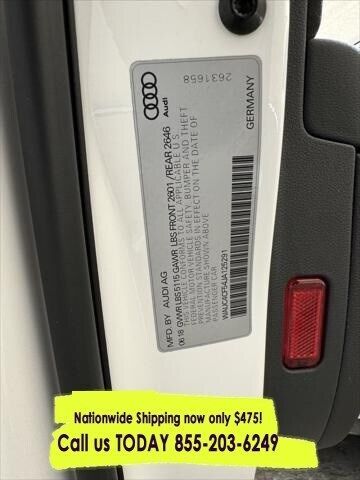 Audi
2631658
MFD. BY AUDI AG
06.18 GVWR LBS 5115 GAWR LBS FRONT 2601 / REAR 2646
THIS VEHICLE CONFORMS TO ALL APPLICABLE U.S.
FEDERAL MOTOR VEHICLE SAFETY, BUMPER AND THEFT
PREVENTION STANDARDS IN EFFECT ON THE DATE OF
MANUFACTURE SHOWN ABOVE.
PASSENGER CAR
WAUC4CF54JA126291
GERMANY
Nationwide Shipping now only $475!
Call us TODAY 855-203-6249